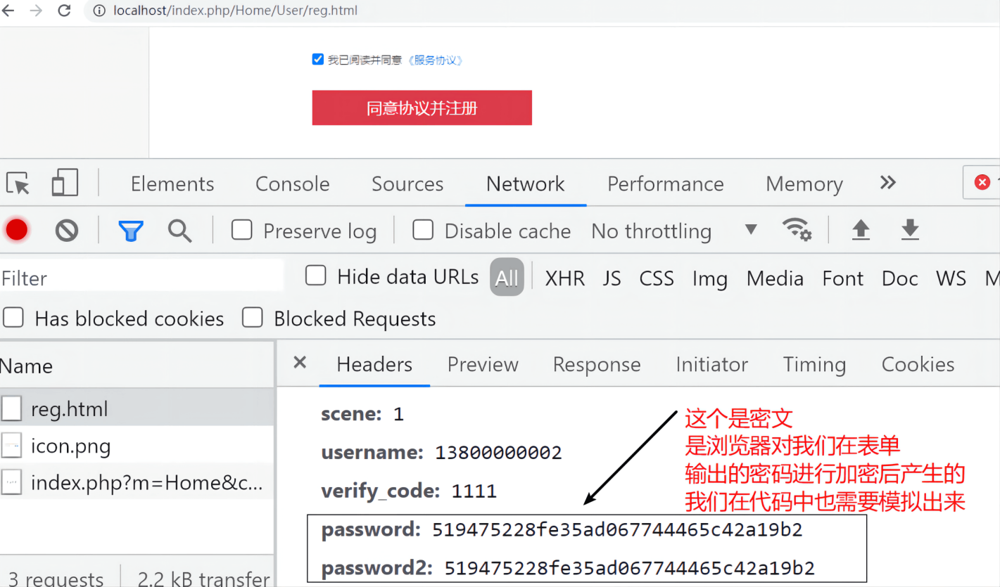 localhost/index.php/Home/User/reg.html
我已阅读并同意 《服务协议》
同意协议并注册
Elements Console Sources Network Performance Memory
Preserve log Disable cache No throttling
Filter Hide data URLs All XHR JS CSS Img Media Font Doc WS M
Has blocked cookies Blocked Requests
Name
Headers Preview Response Initiator Timing Cookies
reg.html
icon.png
index.php?m=Home&c...
3 requests 2.2 kB transfer
scene: 1
username: 13800000002
verify_code: 1111
password: 519475228fe35ad067744465c42a19b2
password2: 519475228fe35ad067744465c42a19b2
这个是密文
是浏览器对我们在表单
输出的密码进行加密后产生的
我们在代码中也需要模拟出来